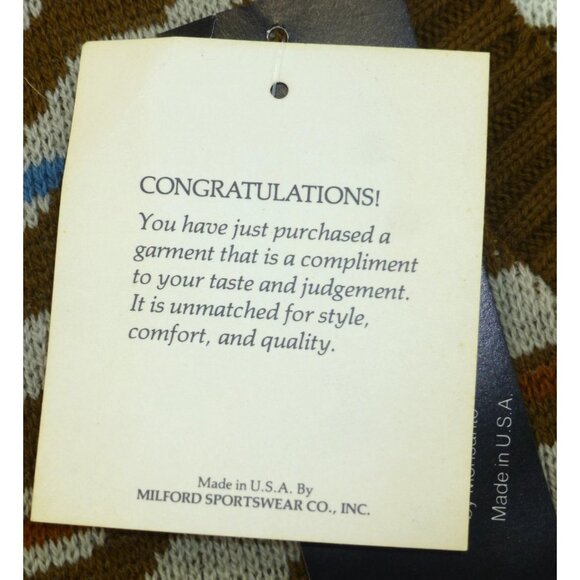 CONGRATULATIONS!
You have just purchased a
garment that is a compliment
to your taste and judgement.
It is unmatched for style,
comfort, and quality.
Made in U.S.A. By
MILFORD SPORTSWEAR CO., INC.
Made in U.S.A.